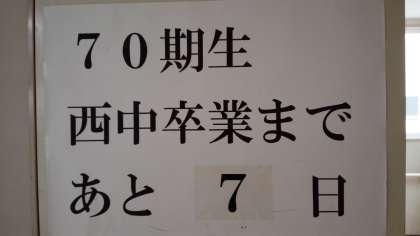 ７０期生
西中卒業まで
あと ７ 日